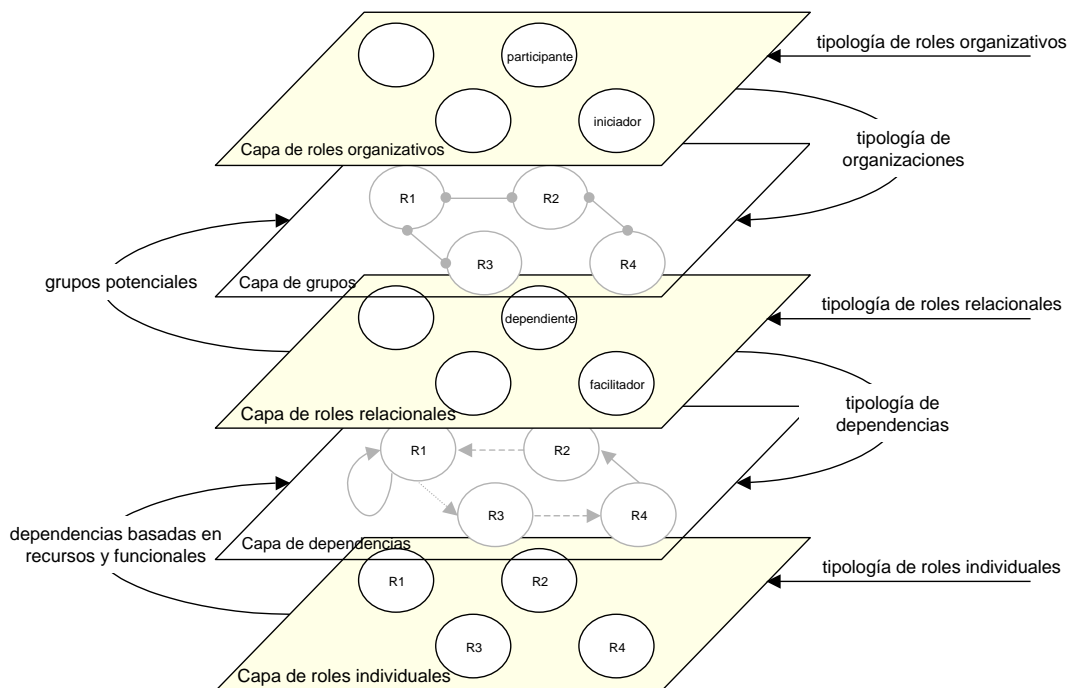 tipología de roles organizativos
participante
iniciador
Capa de roles organizativos
tipología de
organizaciones
R1
R2
R3
R4
Capa de grupos
grupos potenciales
dependiente
tipología de roles relacionales
facilitador
Capa de roles relacionales
tipología de
dependencias
R1
R2
R3
R4
Capa de dependencias
dependencias basadas en
recursos y funcionales
R1
R2
tipología de roles individuales
R3
R4
Capa de roles individuales